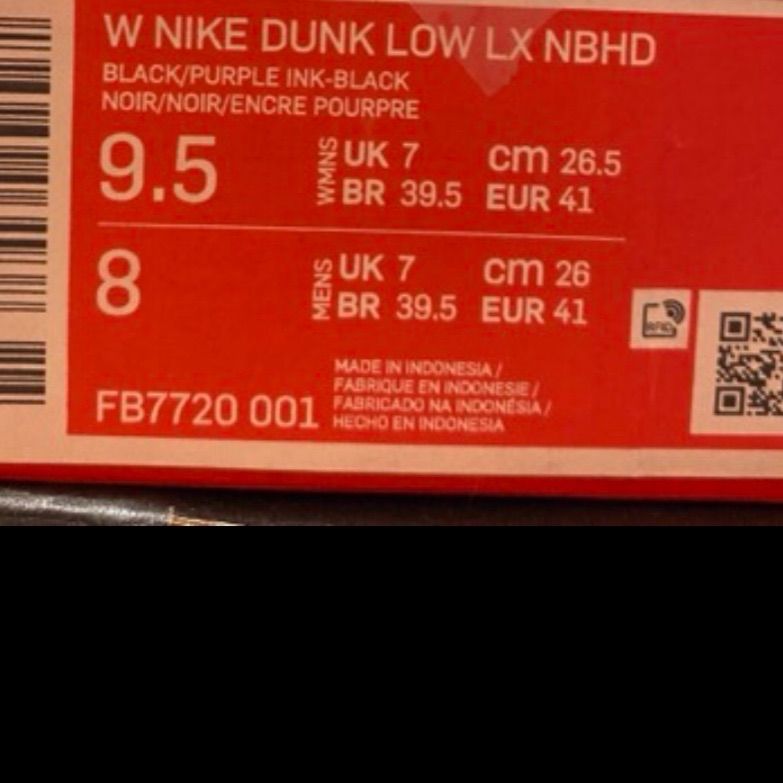 W NIKE DUNK LOW LX NBHD
BLACK/PURPLE INK-BLACK
NOIR/NOIR/ENCRE POURPRE
9.5 WMNS UK 7 cm 26.5
BR 39.5 EUR 41
8 MENS UK 7 cm 26
BR 39.5 EUR 41
MADE IN INDONESIA /
FABRIQUE EN INDONESIE /
FABRICADO NA INDONÉSIA /
HECHO EN INDONESIA
FB7720 001
RFID